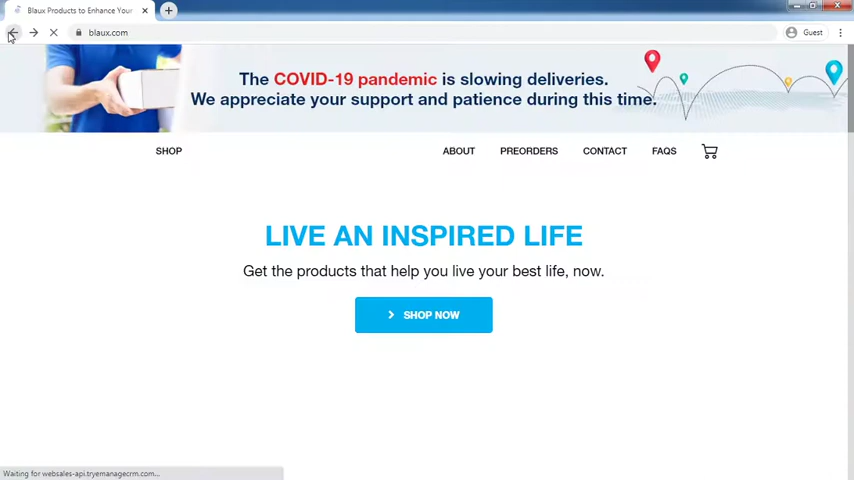 Blaux Products to Enhance Your
blaux.com
Guest
The COVID-19 pandemic is slowing deliveries.
We appreciate your support and patience during this time.
SHOP
ABOUT
PREORDERS
CONTACT
FAQS
LIVE AN INSPIRED LIFE
Get the products that help you live your best life, now.
SHOP NOW
Waiting for websales-api.tryemanagecrm.com...